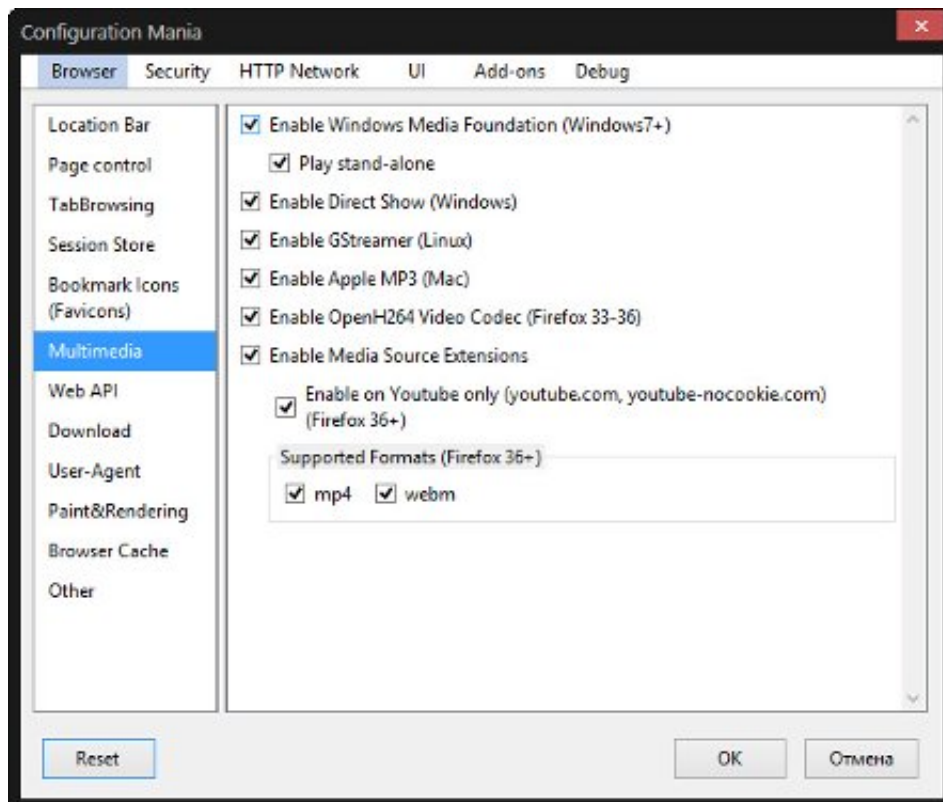 Configuration Mania
Browser Security HTTP Network UI Add-ons Debug
Location Bar
Page control
TabBrowsing
Session Store
Bookmark Icons
(Favicons)
Multimedia
Web API
Download
User-Agent
Paint&Rendering
Browser Cache
Other
Enable Windows Media Foundation (Windows7+)
Play stand-alone
Enable Direct Show (Windows)
Enable GStreamer (Linux)
Enable Apple MP3 (Mac)
Enable OpenH264 Video Codec (Firefox 33-36)
Enable Media Source Extensions
Enable on Youtube only (youtube.com, youtube-nocookie.com)
(Firefox 36+)
Supported Formats (Firefox 36+)
mp4 webm
Reset OK Отмена